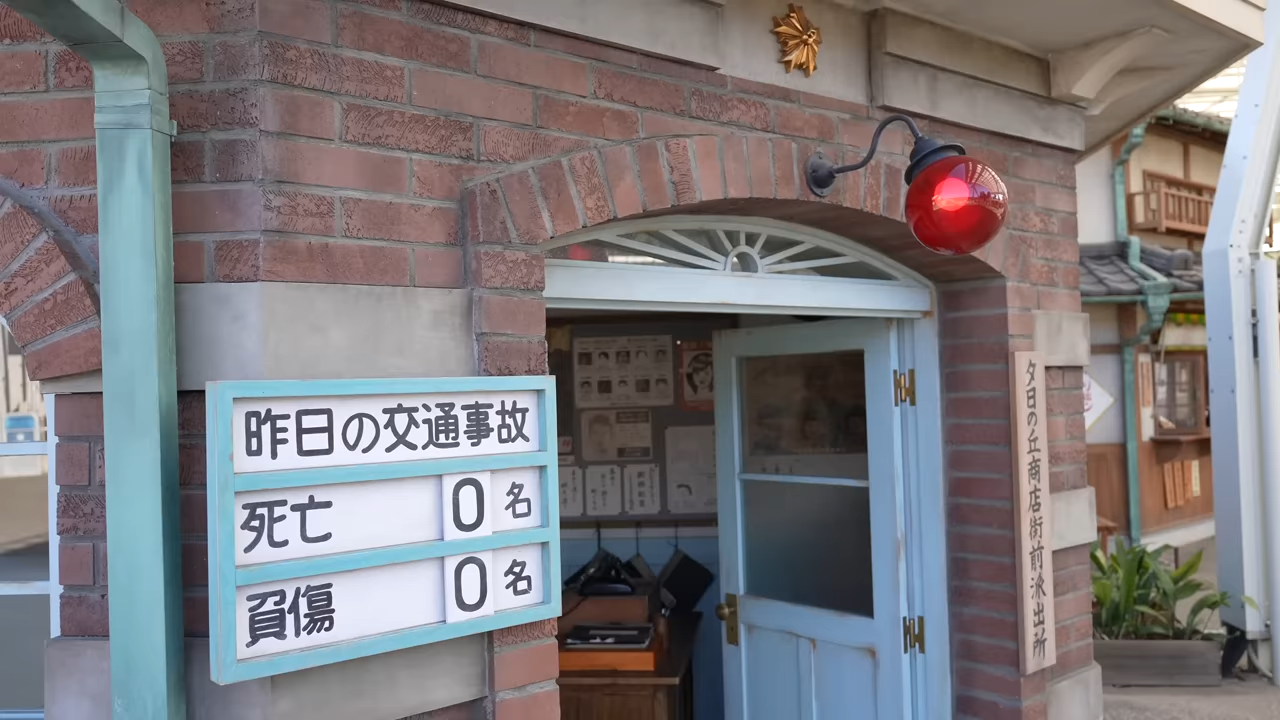 昨日の交通事故
死亡 0名
負傷 0名
夕日の丘商店街前派出所